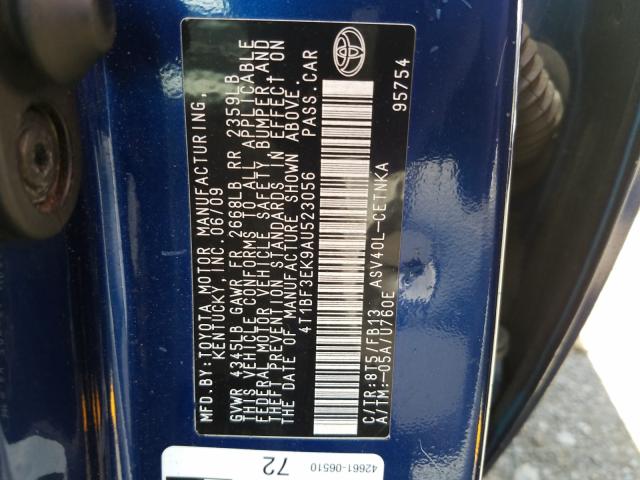 MFD.BY: TOYOTA MOTOR MANUFACTURING,
KENTUCKY, INC. 06/09
GVWR 4345LB GAWR FR 2668LB RR 2359LB
THIS VEHICLE CONFORMS TO ALL APPLICABLE
FEDERAL MOTOR VEHICLE SAFETY, BUMPER AND
THEFT PREVENTION STANDARDS IN EFFECT ON
THE DATE OF MANUFACTURE SHOWN ABOVE.
4T1BF3EK9AU523056 PASS.CAR
C/TR:8T5/FB13 ASV40L-CETNKA
A/TM:-05A/U760E
95754
72
42661-06510